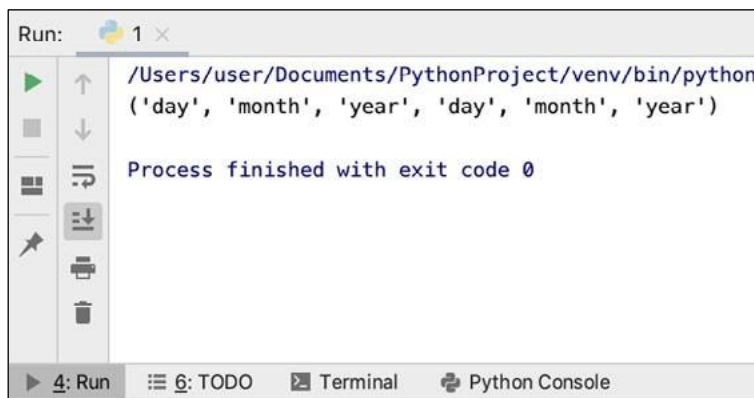 Run: 1
/Users/user/Documents/PythonProject/venv/bin/python
('day', 'month', 'year', 'day', 'month', 'year')
Process finished with exit code 0
4: Run 6: TODO Terminal Python Console